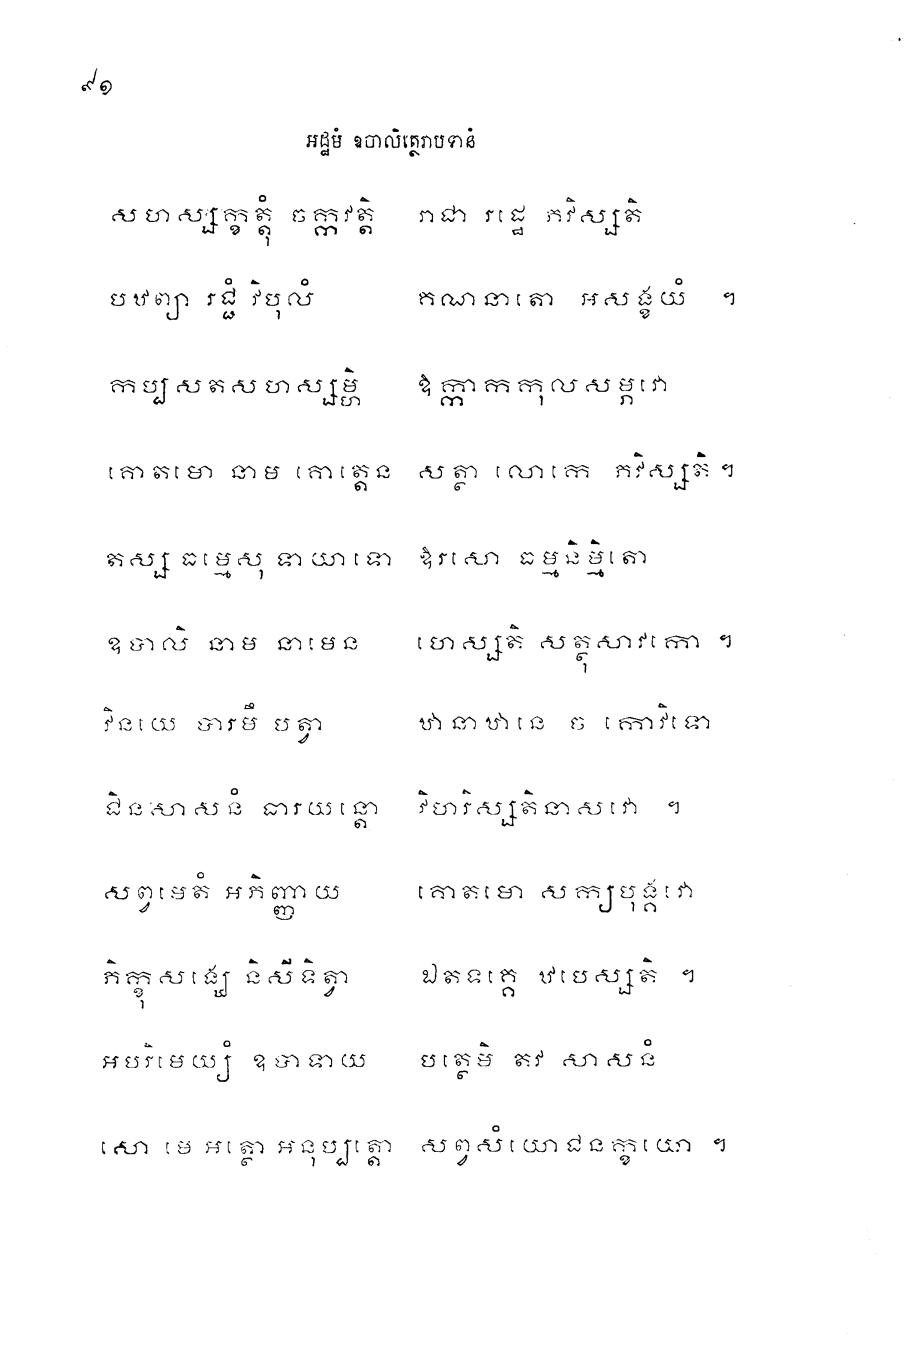 ៩១
អដ្ឋមំ ឧបាលិត្ថេរាបទានំ
សហស្សក្ខត្តុំ ចក្កវត្តិ រាជា រដ្ឋេ ភវិស្សតិ
បឋព្យា រជ្ជំ វិបុលំ គណនាតោ អសង្ខយំ ។
កប្បសតសហស្សម្ហិ ឱក្កាកកុលសម្ភវោ
គោតមោ នាម គោត្តេន សត្ថា លោកេ ភវិស្សតិ ។
តស្ស ធម្មេសុ ទាយាទោ ឱរសោ ធម្មនិម្មិតោ
ឧបាលិ នាម នាមេន ហេស្សតិ សត្ថុសាវកោ ។
វិនយេ បារមឹ បត្វា ឋានាឋានេ ច កោវិទោ
ជិនសាសនំ ធារយន្តោ វិហរិស្សតិនាសវោ ។
សព្វមេតំ អភិញ្ញាយ គោតមោ សក្យបុង្គវោ
ភិក្ខុសង្ឃេ និសីទិត្វា ឯតទគ្គេ ឋបេស្សតិ ។
អបរិមេយ្យំ ឧបាទាយ បត្ថេមិ តវ សាសនំ
សោ មេ អត្ថោ អនុប្បត្តោ សព្វសំយោជនក្ខយោ ។